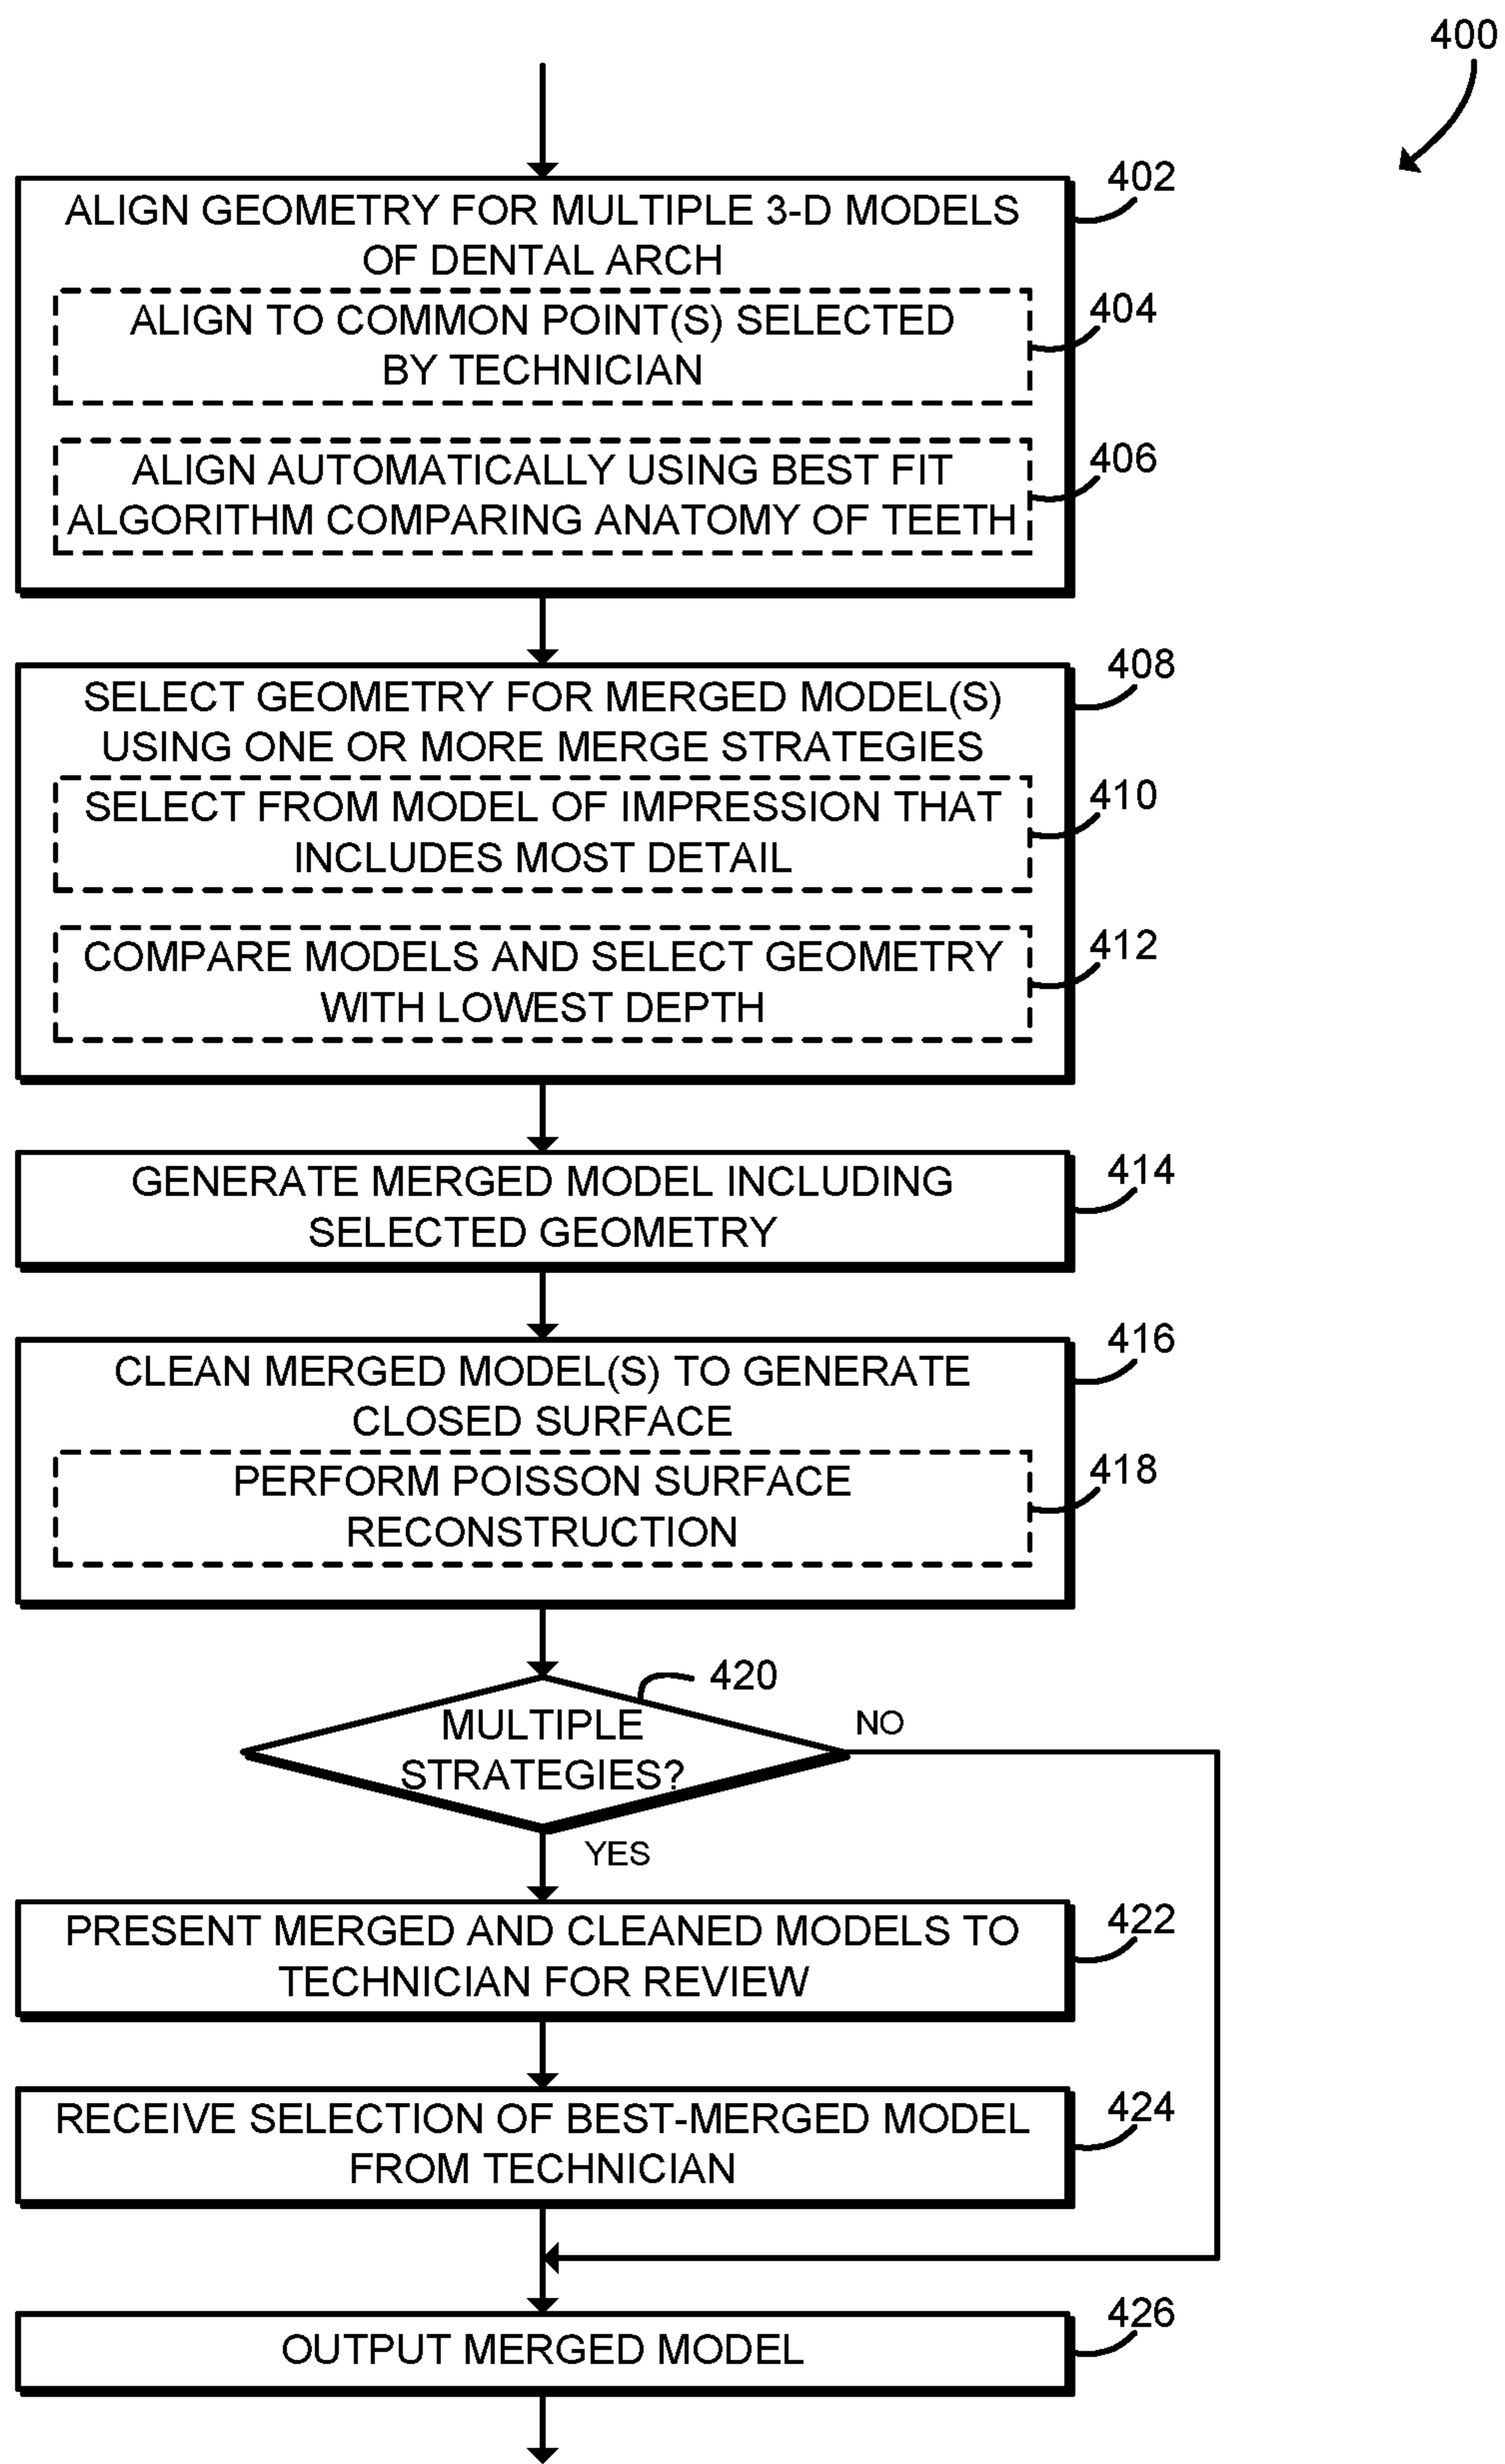 400
402
ALIGN GEOMETRY FOR MULTIPLE 3-D MODELS
OF DENTAL ARCH
404
ALIGN TO COMMON POINT(S) SELECTED
BY TECHNICIAN
406
ALIGN AUTOMATICALLY USING BEST FIT
ALGORITHM COMPARING ANATOMY OF TEETH
408
SELECT GEOMETRY FOR MERGED MODEL(S)
USING ONE OR MORE MERGE STRATEGIES
410
SELECT FROM MODEL OF IMPRESSION THAT
INCLUDES MOST DETAIL
412
COMPARE MODELS AND SELECT GEOMETRY
WITH LOWEST DEPTH
414
GENERATE MERGED MODEL INCLUDING
SELECTED GEOMETRY
416
CLEAN MERGED MODEL(S) TO GENERATE
CLOSED SURFACE
418
PERFORM POISSON SURFACE
RECONSTRUCTION
420
MULTIPLE
STRATEGIES?
NO
YES
422
PRESENT MERGED AND CLEANED MODELS TO
TECHNICIAN FOR REVIEW
424
RECEIVE SELECTION OF BEST-MERGED MODEL
FROM TECHNICIAN
426
OUTPUT MERGED MODEL